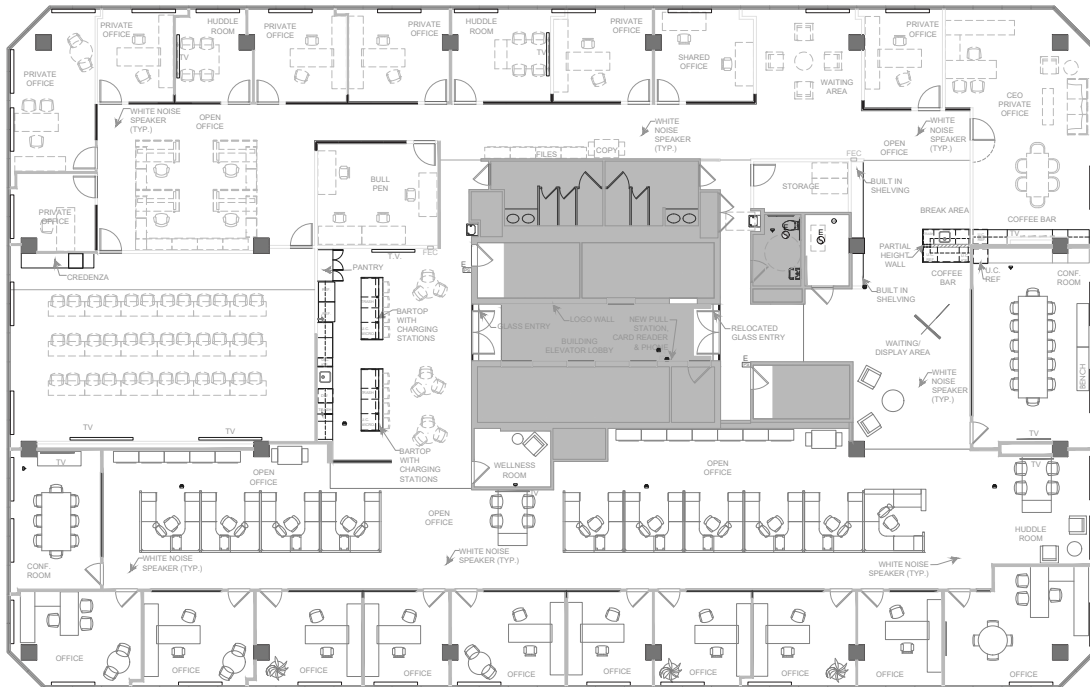 PRIVATE
OFFICE
HUDDLE
ROOM
PRIVATE
OFFICE
PRIVATE
OFFICE
HUDDLE
ROOM
PRIVATE
OFFICE
PRIVATE
OFFICE
TV
TV
SHARED
OFFICE
WAITING
AREA
PRIVATE
OFFICE
CEO
PRIVATE
OFFICE
WHITE NOISE
SPEAKER
(TYP.)
OPEN
OFFICE
WHITE
NOISE
SPEAKER
(TYP.)
WHITE
NOISE
SPEAKER
(TYP.)
OPEN
OFFICE
FILES
COPY
FEC
BULL
PEN
STORAGE
BUILT IN
SHELVING
PRIVATE
OFFICE
BREAK AREA
COFFEE BAR
TV
T.V.
FEC
PARTIAL
HEIGHT
WALL
CREDENZA
PANTRY
E
E
E
COFFEE
BAR
U.C.
REF
CONF.
ROOM
BUILT IN
SHELVING
BARTOP
WITH
CHARGING
STATIONS
GLASS ENTRY
LOGO WALL
BUILDING
ELEVATOR LOBBY
NEW PULL
STATION,
CARD READER
& PHONE
RELOCATED
GLASS ENTRY
WAITING/
DISPLAY AREA
E
WHITE
NOISE
SPEAKER
(TYP.)
BENCH
TV
TV
TV
BARTOP
WITH
CHARGING
STATIONS
TV
OPEN
OFFICE
WELLNESS
ROOM
TV
OPEN
OFFICE
TV
OPEN
OFFICE
HUDDLE
ROOM
CONF.
ROOM
WHITE NOISE
SPEAKER (TYP.)
WHITE NOISE
SPEAKER (TYP.)
WHITE NOISE
SPEAKER (TYP.)
OFFICE
OFFICE
OFFICE
OFFICE
OFFICE
OFFICE
OFFICE
OFFICE
OFFICE
OFFICE